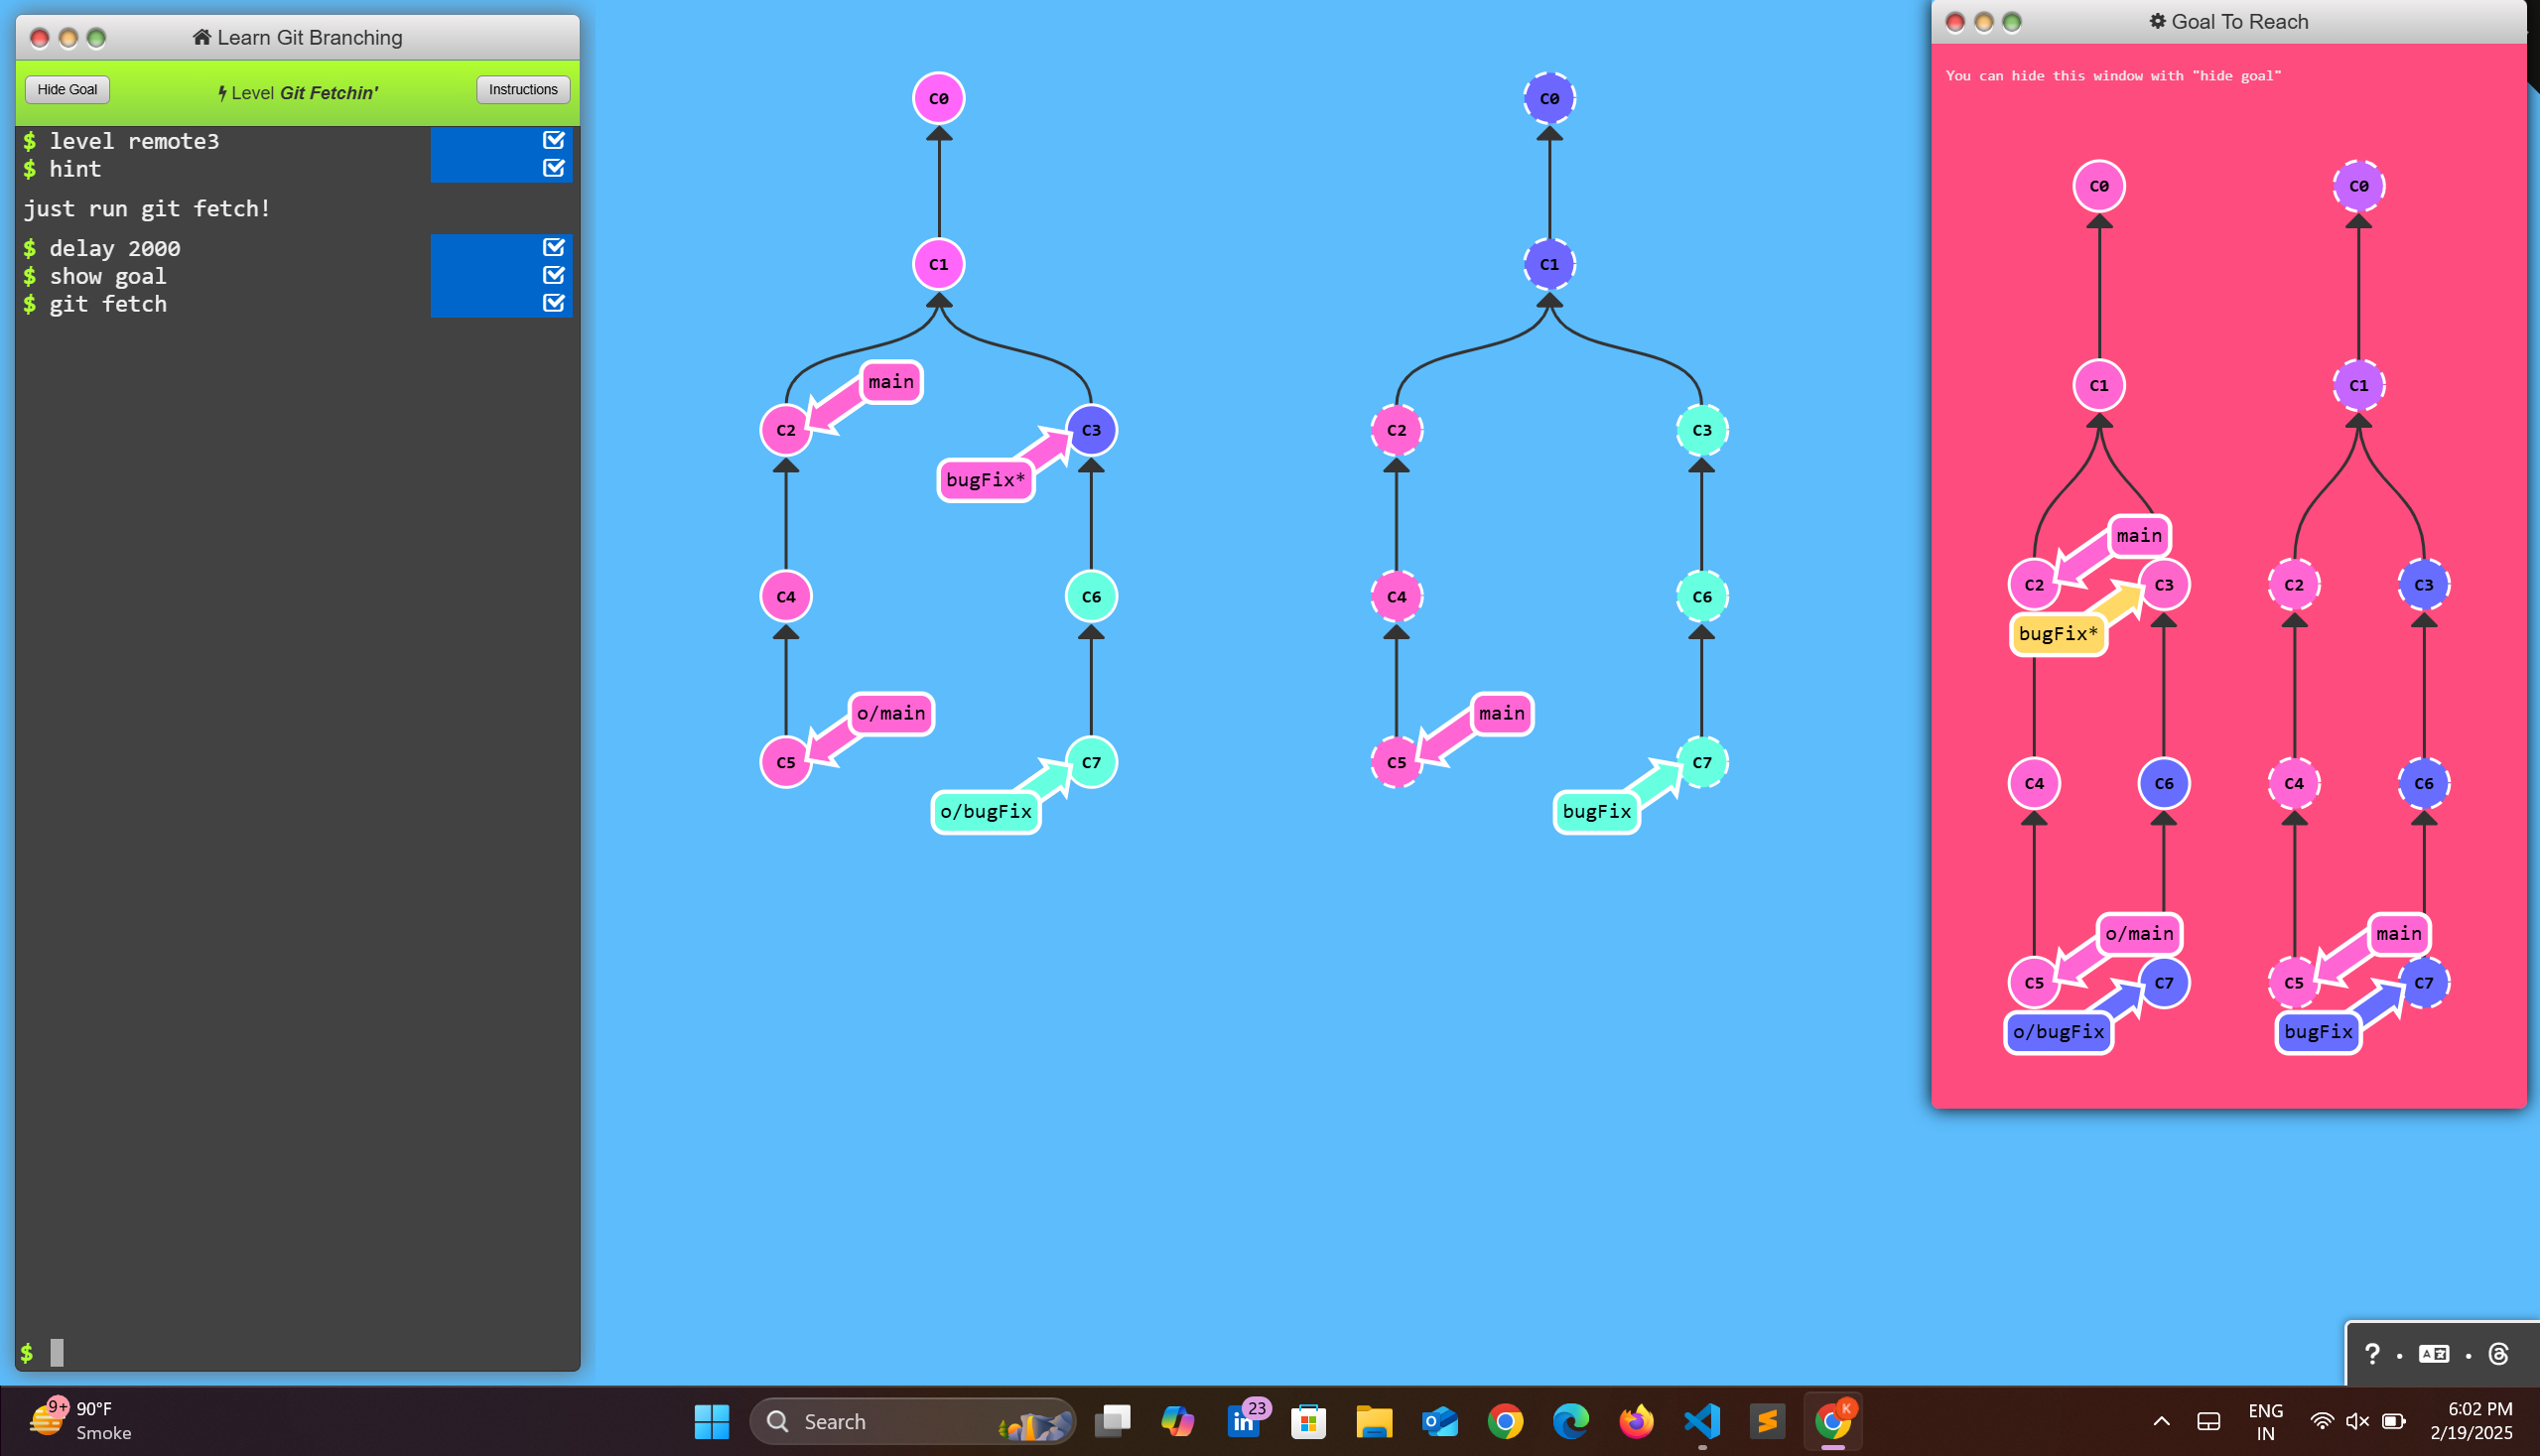 Learn Git Branching
Hide Goal
Level Git Fetchin'
Instructions
$ level remote3
$ hint
just run git fetch!
$ delay 2000
$ show goal
$ git fetch
$
C0
C1
main
C2
C3
bugFix*
C4
C6
o/main
C5
C7
o/bugFix
C0
C1
C2
C3
C4
C6
main
C5
C7
bugFix
Goal To Reach
You can hide this window with "hide goal"
C0
C1
main
C2
C3
bugFix*
C4
C6
o/main
C5
C7
o/bugFix
C0
C1
C2
C3
C4
C6
main
C5
C7
bugFix
?
9+
90°F
Smoke
Search
23
K
ENG
IN
6:02 PM
2/19/2025